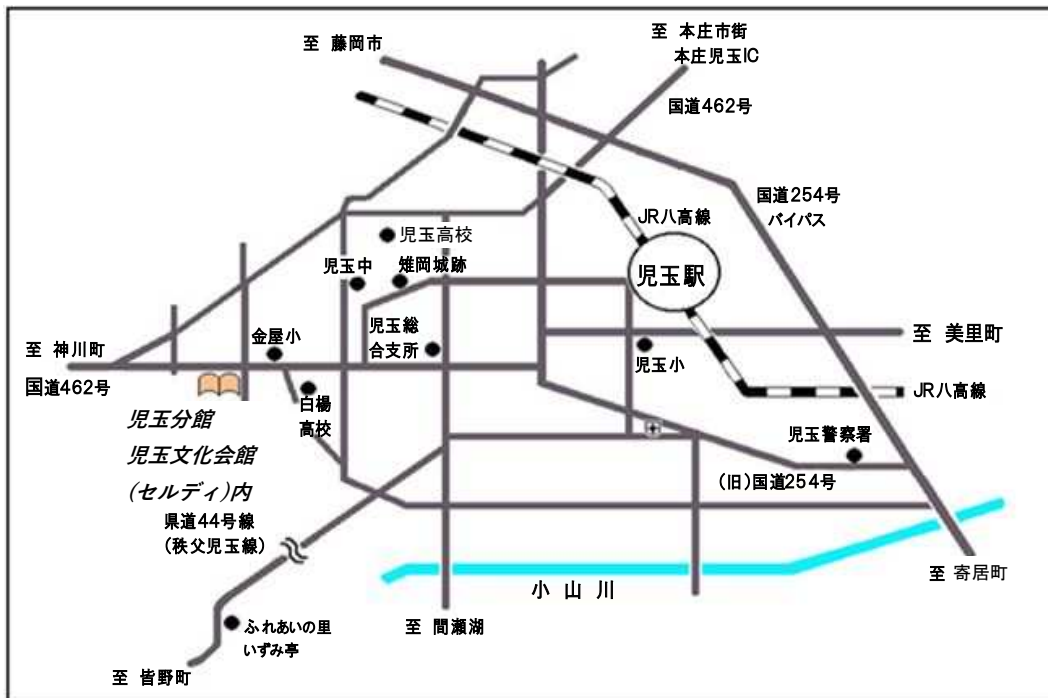 至 藤岡市
至 本庄市街
本庄児玉IC
国道462号
国道254号
バイパス
JR八高線
児玉高校
児玉中
雉岡城跡
児玉駅
金屋小
児玉総
合支所
至 美里町
至 神川町
国道462号
児玉小
JR八高線
白楊
高校
児玉分館
児玉文化会館
(セルディ)内
児玉警察署
(旧)国道254号
県道44号線
(秩父児玉線)
小 山 川
至 寄居町
ふれあいの里
いずみ亭
至 間瀬湖
至 皆野町